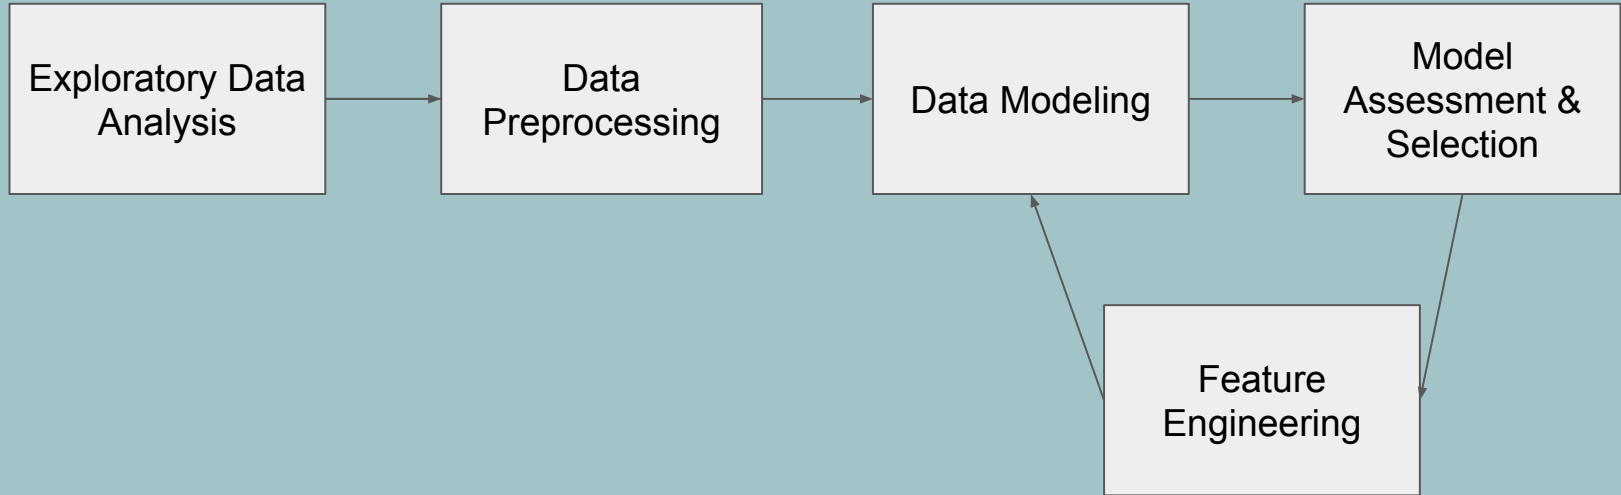 Exploratory Data
Analysis
Data
Preprocessing
Data Modeling
Model
Assessment &
Selection
Feature
Engineering